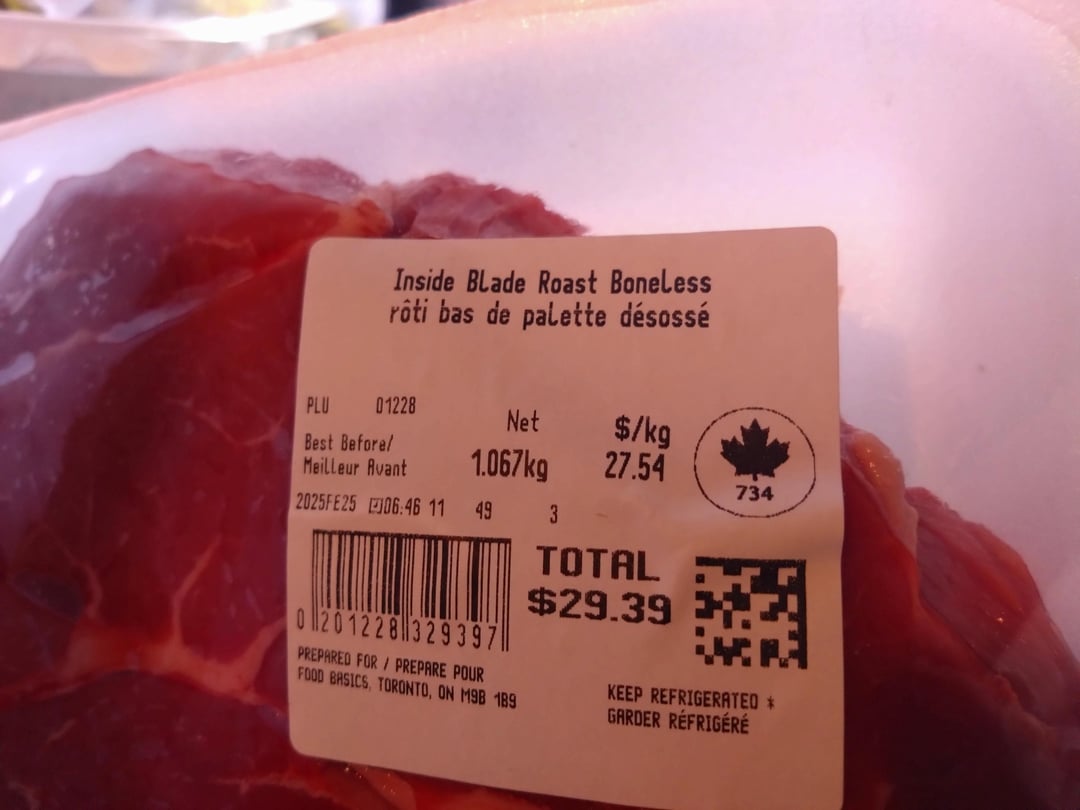 Inside Blade Roast Boneless
rôti bas de palette désossé
PLU 01228
Net
$/kg
Best Before/
Meilleur Avant
1.067kg
27.54
734
2025FE25 06:46 11 49 3
TOTAL
$29.39
0 201228 329397
PREPARED FOR / PREPARE POUR
FOOD BASICS, TORONTO, ON M9B 1B9
KEEP REFRIGERATED *
GARDER RÉFRIGÉRÉ